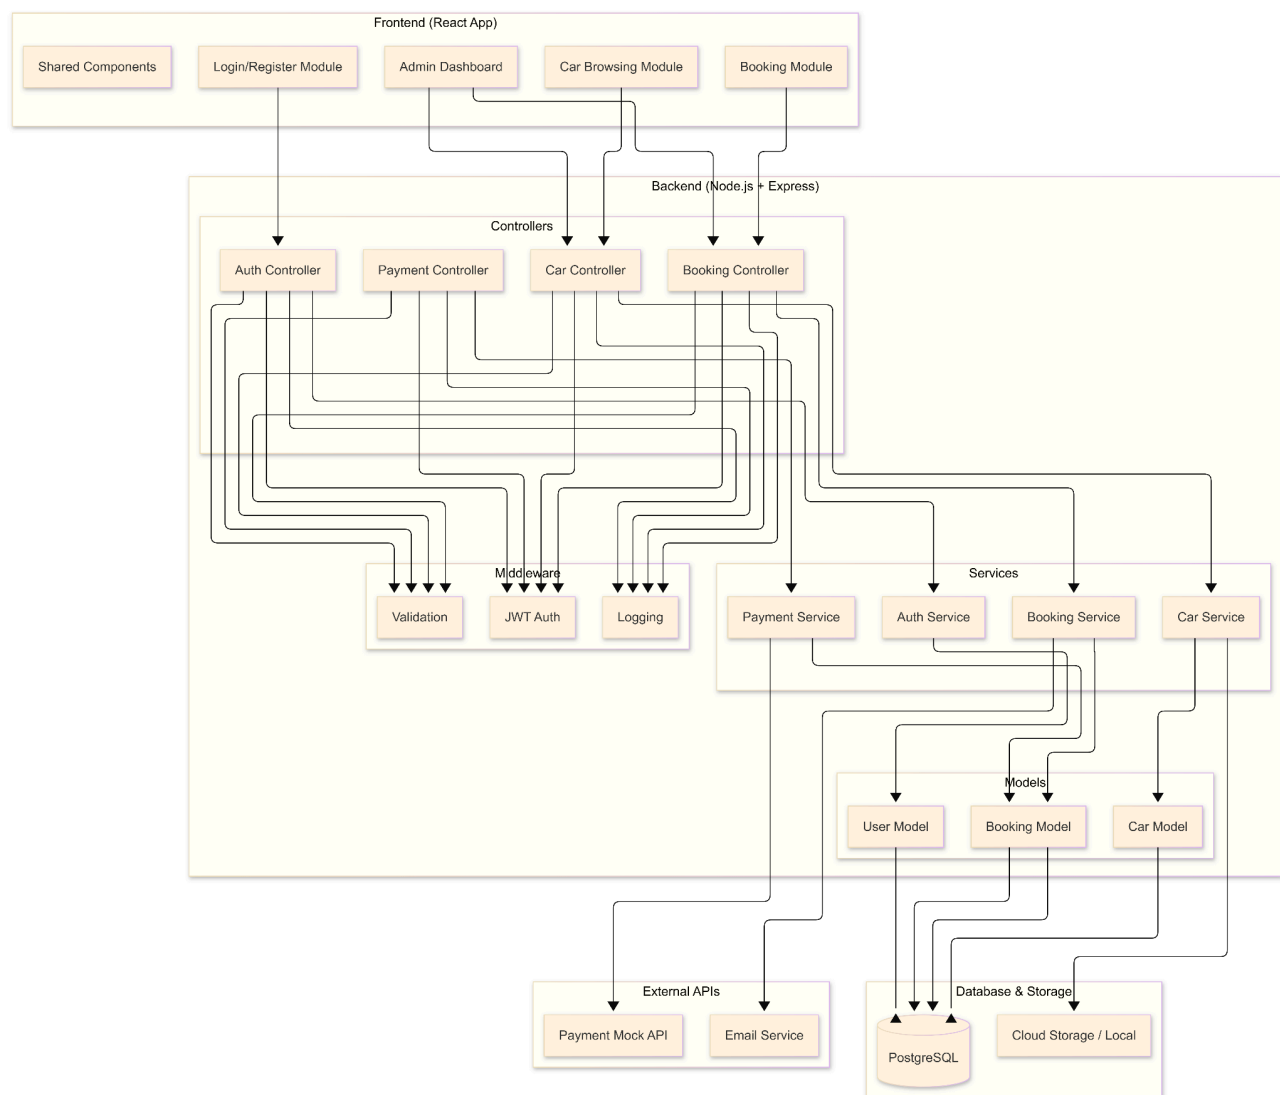 Frontend (React App)
Shared Components
Login/Register Module
Admin Dashboard
Car Browsing Module
Booking Module
Backend (Node.js + Express)
Controllers
Auth Controller
Payment Controller
Car Controller
Booking Controller
Middleware
Validation
JWT Auth
Logging
Services
Payment Service
Auth Service
Booking Service
Car Service
Models
User Model
Booking Model
Car Model
External APIs
Payment Mock API
Email Service
Database & Storage
PostgreSQL
Cloud Storage / Local